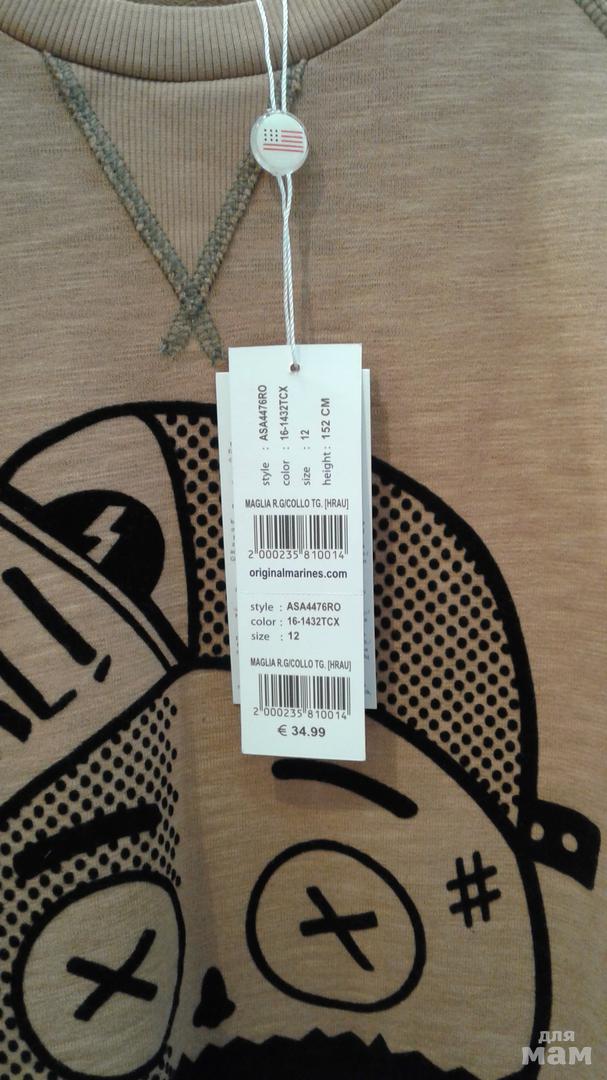 style : ASA4476RO
color : 16-1432TCX
size : 12
height : 152 CM
MAGLIA R.G/COLLO TG. [HRAU]
2 000235 810014
originalmarines.com
style : ASA4476RO
color : 16-1432TCX
size : 12
MAGLIA R.G/COLLO TG. [HRAU]
2 000235 810014
€ 34.99
#
для
мам